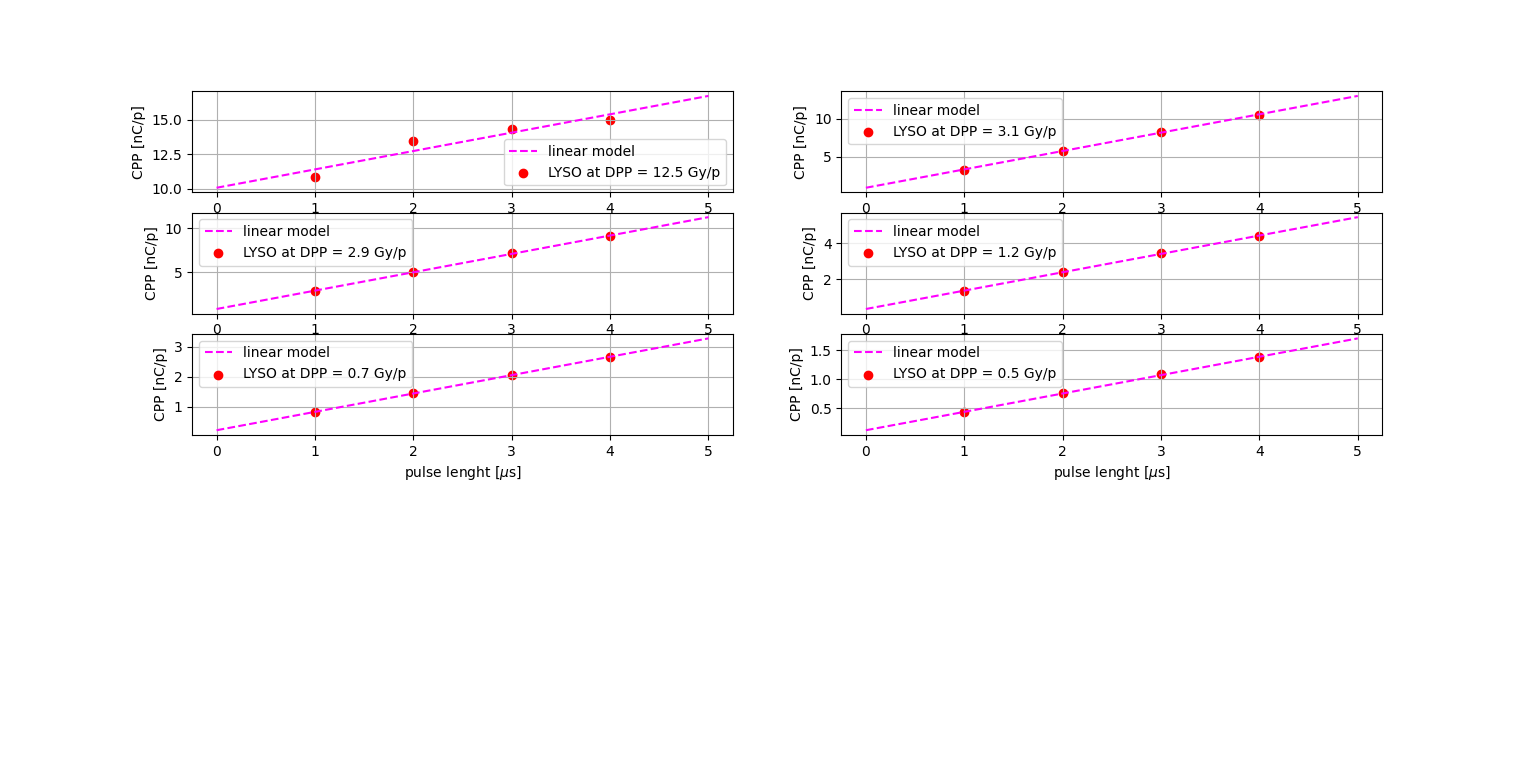 CPP [nC/p]
15.0
12.5
10.0
linear model
LYSO at DPP = 12.5 Gy/p
0 1 2 3 4 5
CPP [nC/p]
10
5
linear model
LYSO at DPP = 3.1 Gy/p
0 1 2 3 4 5
CPP [nC/p]
10
5
linear model
LYSO at DPP = 2.9 Gy/p
0 1 2 3 4 5
CPP [nC/p]
4
2
linear model
LYSO at DPP = 1.2 Gy/p
0 1 2 3 4 5
CPP [nC/p]
3
2
1
linear model
LYSO at DPP = 0.7 Gy/p
0 1 2 3 4 5
pulse lenght [μs]
CPP [nC/p]
1.5
1.0
0.5
linear model
LYSO at DPP = 0.5 Gy/p
0 1 2 3 4 5
pulse lenght [μs]